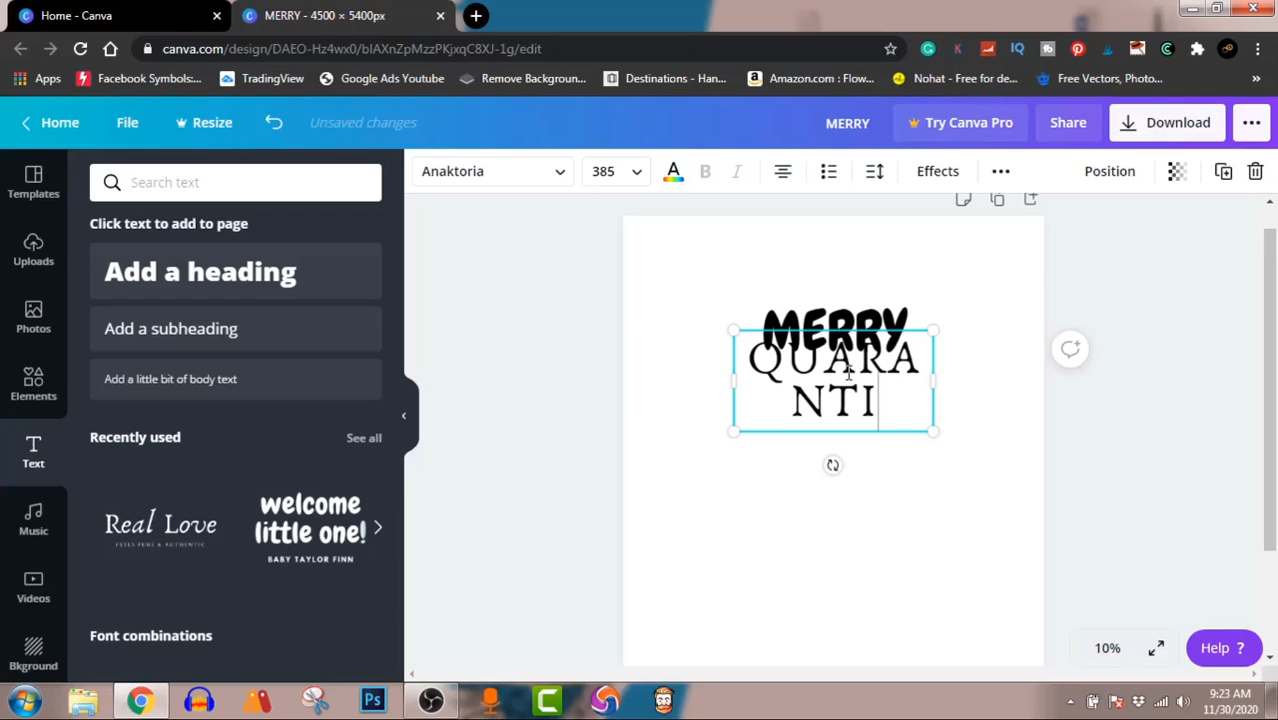 Home - Canva
MERRY - 4500 × 5400px
canva.com/design/DAEO-Hz4wx0/bIAXnZpMzzPKjxqC8XJ-1g/edit
Apps
Facebook Symbols...
TradingView
Google Ads Youtube
Remove Backgroun...
Destinations - Han...
Amazon.com : Flow...
Nohat - Free for de...
Free Vectors, Photo...
Home
File
Resize
Unsaved changes
MERRY
Try Canva Pro
Share
Download
Templates
Uploads
Photos
Elements
Text
Music
Videos
Bkground
Search text
Click text to add to page
Add a heading
Add a subheading
Add a little bit of body text
Recently used
See all
Real Love
FEELS PURE & AUTHENTIC
welcome
little one!
BABY TAYLOR FINN
Font combinations
Anaktoria
385
A
B
I
Effects
Position
MERRY
QUARA
NTI
10%
Help ?
Ps
9:23 AM
11/30/2020